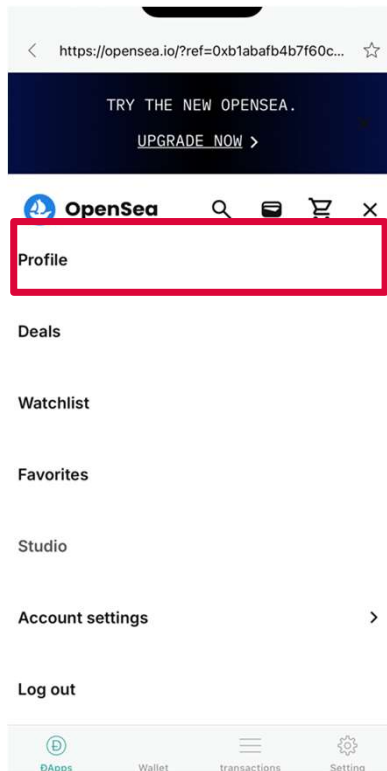 https://opensea.io/?ref=0xb1abafb4b7f60c...
TRY THE NEW OPENSEA.
UPGRADE NOW >
OpenSea
Profile
Deals
Watchlist
Favorites
Studio
Account settings
Log out
ĐApps Wallet transactions Setting